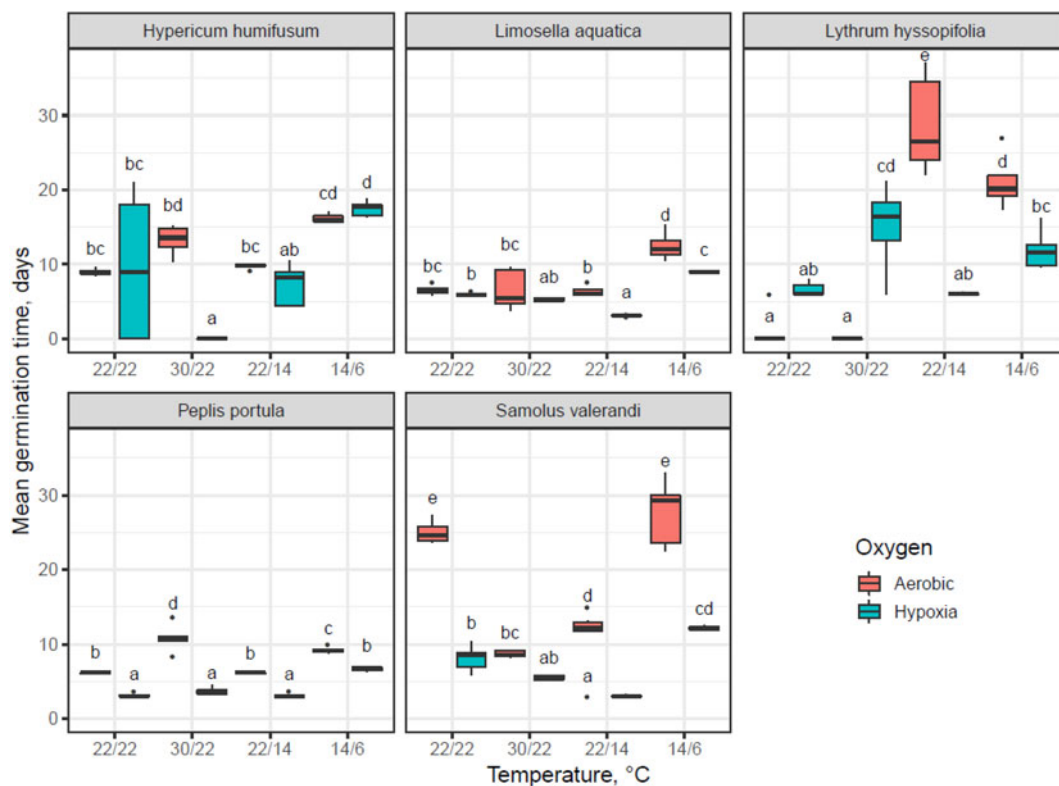 Hypericum humifusum
Limosella aquatica
Lythrum hyssopifolia
30
20
10
0
bc
bc
bd
a
bc
ab
cd
d
bc
b
bc
ab
b
a
d
c
a
ab
a
cd
e
ab
d
bc
22/22
30/22
22/14
14/6
22/22
30/22
22/14
14/6
22/22
30/22
22/14
14/6
Mean germination time, days
Peplis portula
Samolus valerandi
30
20
10
0
b
a
d
a
b
a
c
b
e
b
bc
ab
d
a
e
cd
22/22
30/22
22/14
14/6
22/22
30/22
22/14
14/6
Temperature, °C
Oxygen
Aerobic
Hypoxia